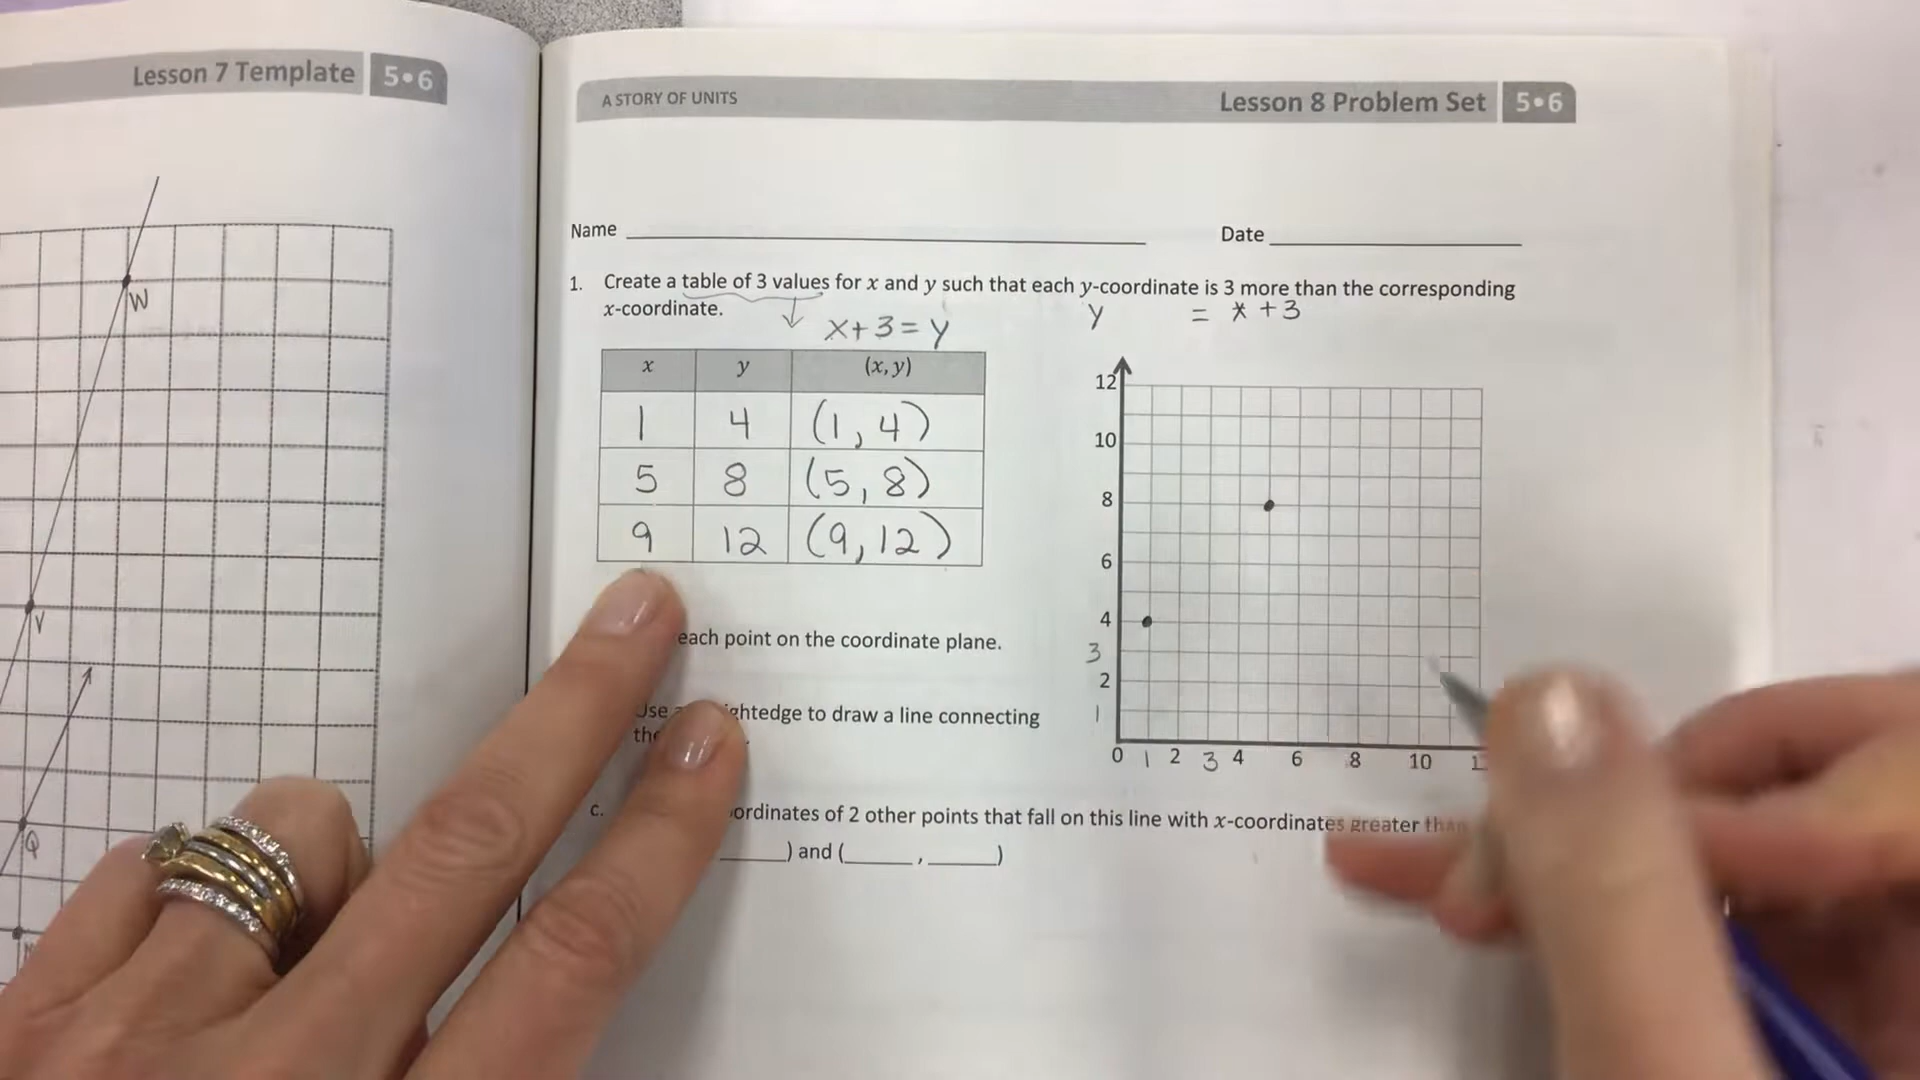 Lesson 7 Template 5•6
W
V
Q
A STORY OF UNITS
Lesson 8 Problem Set 5•6
Name
Date
1. Create a table of 3 values for x and y such that each y-coordinate is 3 more than the corresponding
x-coordinate.
y = x + 3
x + 3 = y
x y (x, y)
1 4 (1, 4)
5 8 (5, 8)
9 12 (9, 12)
each point on the coordinate plane.
Use ghtedge to draw a line connecting
c. ordinates of 2 other points that fall on this line with x-coordinates greater than
) and ( , )
12
10
8
6
4
3
2
1
0 1 2 3 4 6 8 10